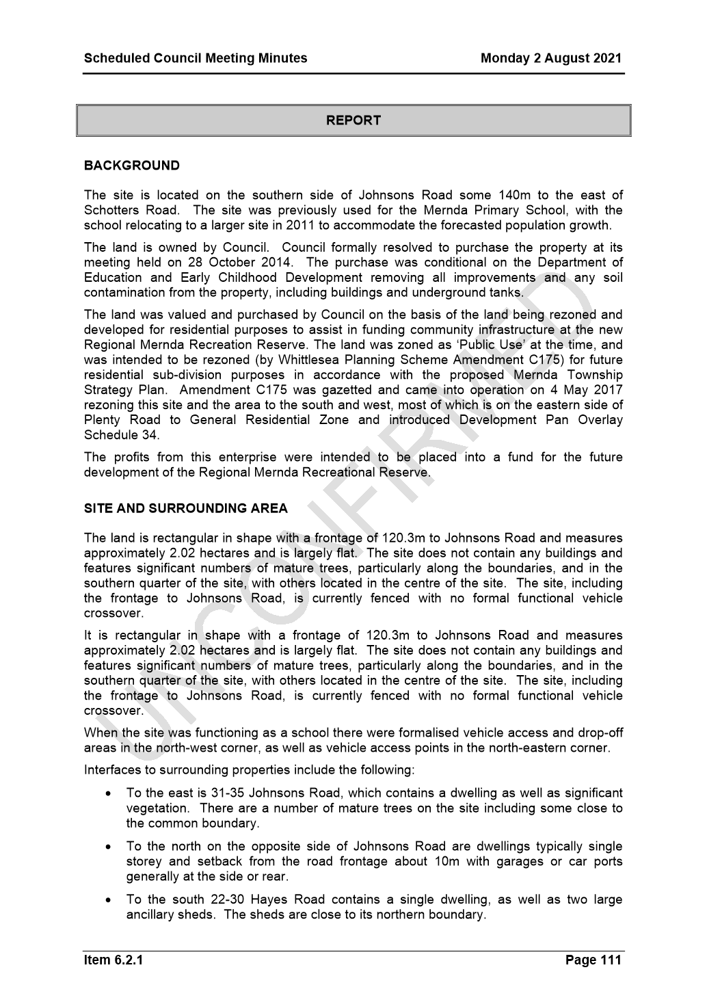 Scheduled Council Meeting Minutes Monday 2 August 2021
REPORT
BACKGROUND
The site is located on the southern side of Johnsons Road some 140m to the east of
Schotters Road. The site was previously used for the Mernda Primary School, with the
school relocating to a larger site in 2011 to accommodate the forecasted population growth.
The land is owned by Council. Council formally resolved to purchase the property at its
meeting held on 28 October 2014. The purchase was conditional on the Department of
Education and Early Childhood Development removing all improvements and any soil
contamination from the property, including buildings and underground tanks.
The land was valued and purchased by Council on the basis of the land being rezoned and
developed for residential purposes to assist in funding community infrastructure at the new
Regional Mernda Recreation Reserve. The land was zoned as ‘Public Use’ at the time, and
was intended to be rezoned (by Whittlesea Planning Scheme Amendment C175) for future
residential sub-division purposes in accordance with the proposed Mernda Township
Strategy Plan. Amendment C175 was gazetted and came into operation on 4 May 2017
rezoning this site and the area to the south and west, most of which is on the eastern side of
Plenty Road to General Residential Zone and introduced Development Pan Overlay
Schedule 34.
The profits from this enterprise were intended to be placed into a fund for the future
development of the Regional Mernda Recreational Reserve.
SITE AND SURROUNDING AREA
The land is rectangular in shape with a frontage of 120.3m to Johnsons Road and measures
approximately 2.02 hectares and is largely flat. The site does not contain any buildings and
features significant numbers of mature trees, particularly along the boundaries, and in the
southern quarter of the site, with others located in the centre of the site. The site, including
the frontage to Johnsons Road, is currently fenced with no formal functional vehicle
crossover.
It is rectangular in shape with a frontage of 120.3m to Johnsons Road and measures
approximately 2.02 hectares and is largely flat. The site does not contain any buildings and
features significant numbers of mature trees, particularly along the boundaries, and in the
southern quarter of the site, with others located in the centre of the site. The site, including
the frontage to Johnsons Road, is currently fenced with no formal functional vehicle
crossover.
When the site was functioning as a school there were formalised vehicle access and drop-off
areas in the north-west corner, as well as vehicle access points in the north-eastern corner.
Interfaces to surrounding properties include the following:
• To the east is 31-35 Johnsons Road, which contains a dwelling as well as significant
vegetation. There are a number of mature trees on the site including some close to
the common boundary.
• To the north on the opposite side of Johnsons Road are dwellings typically single
storey and setback from the road frontage about 10m with garages or car ports
generally at the side or rear.
• To the south 22-30 Hayes Road contains a single dwelling, as well as two large
ancillary sheds. The sheds are close to its northern boundary.
Item 6.2.1 Page 111
UNCONFIRMED